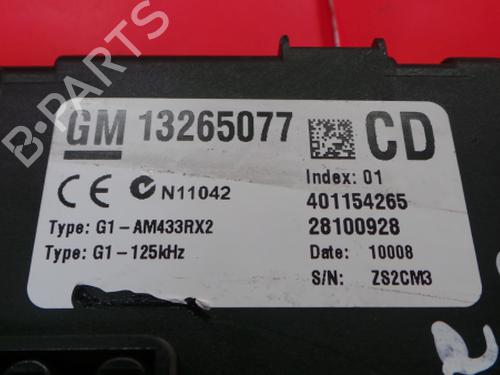 GM 13265077 CD
CE N11042
Index: 01
401154265
28100928
Type: G1-AM433RX2
Type: G1-125kHz
Date: 10008
S/N: ZS2CM3
B-PARTS